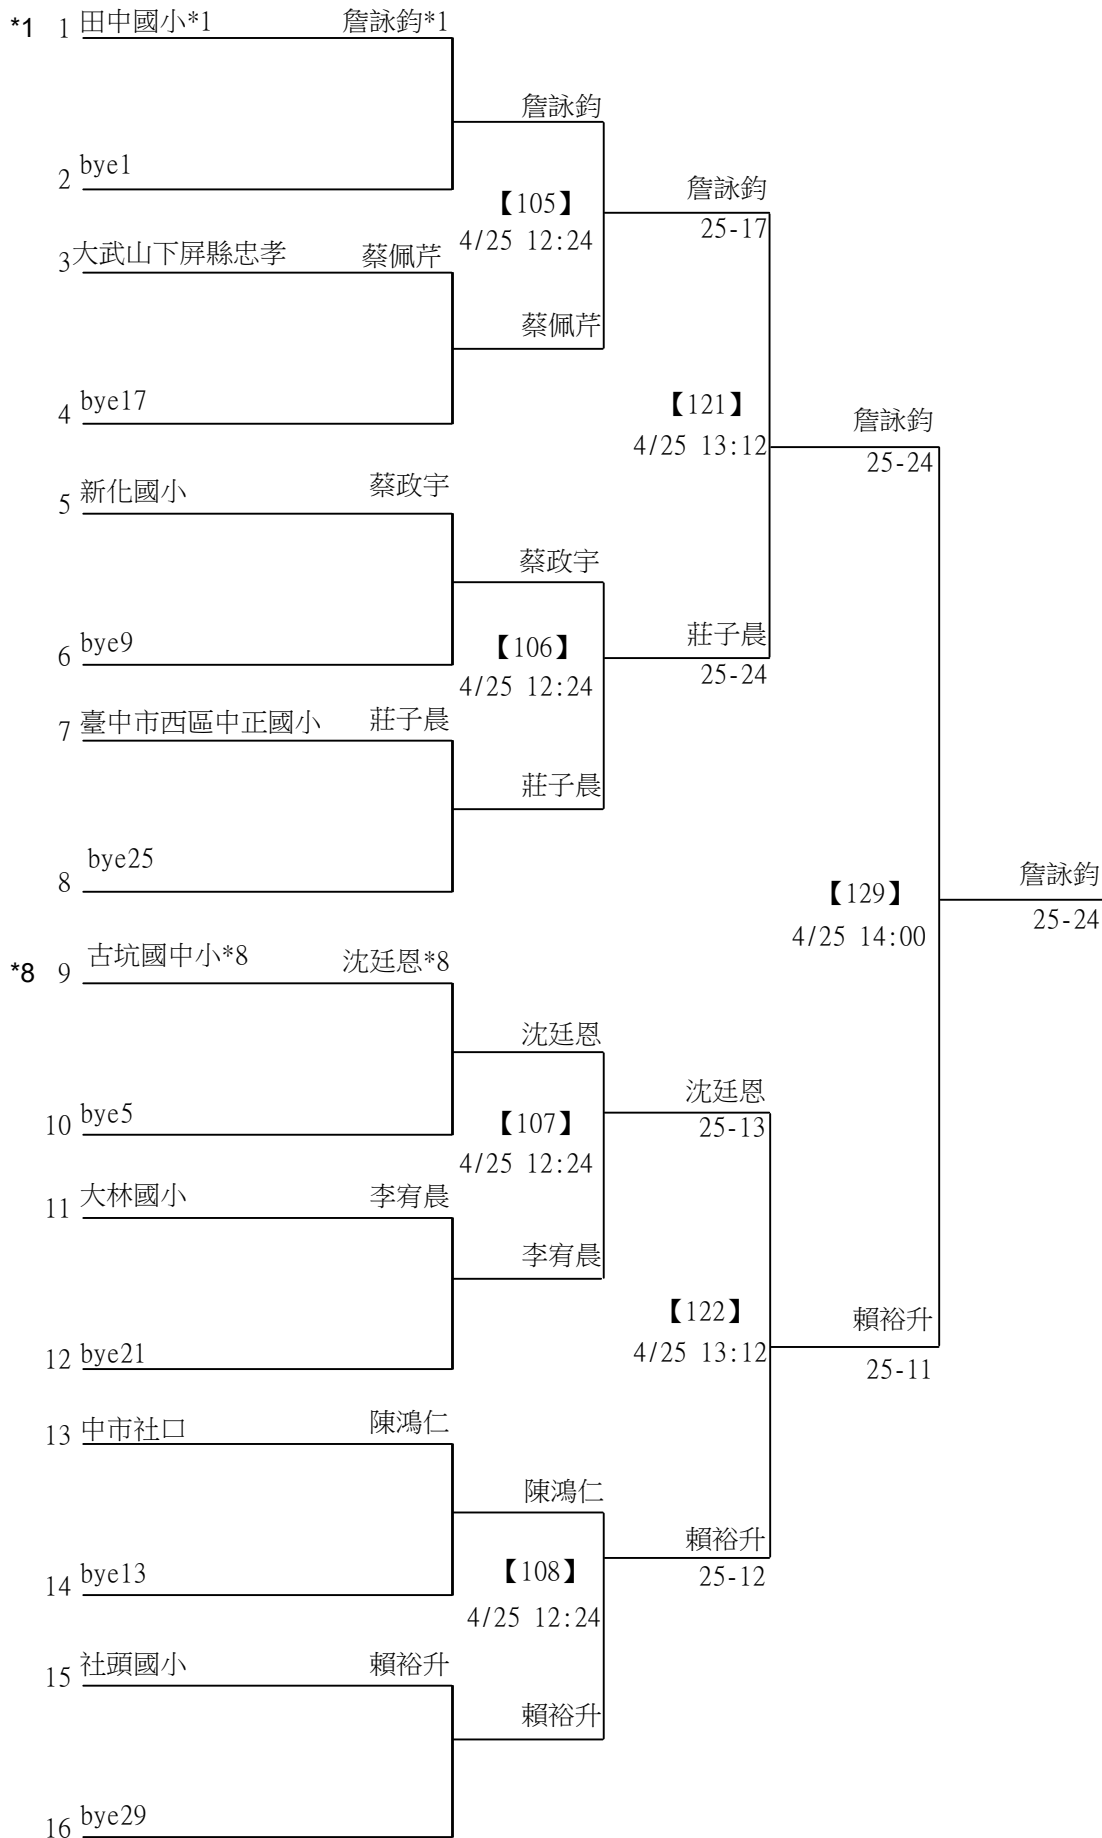 *1 1 田中國小*1 詹詠鈞*1
詹詠鈞
2 bye1
詹詠鈞
【105】
25-17
4/25 12:24
3 大武山下屏縣忠孝 蔡佩芹
蔡佩芹
4 bye17
【121】
詹詠鈞
4/25 13:12
25-24
5 新化國小 蔡政宇
蔡政宇
6 bye9
【106】
莊子晨
4/25 12:24
25-24
7 臺中市西區中正國小 莊子晨
莊子晨
8 bye25
詹詠鈞
【129】
25-24
4/25 14:00
*8 9 古坑國中小*8 沈廷恩*8
沈廷恩
沈廷恩
10 bye5
【107】
25-13
4/25 12:24
11 大林國小 李宥晨
李宥晨
【122】
賴裕升
12 bye21
4/25 13:12
25-11
13 中市社口 陳鴻仁
陳鴻仁
賴裕升
14 bye13
【108】
25-12
4/25 12:24
15 社頭國小 賴裕升
賴裕升
16 bye29